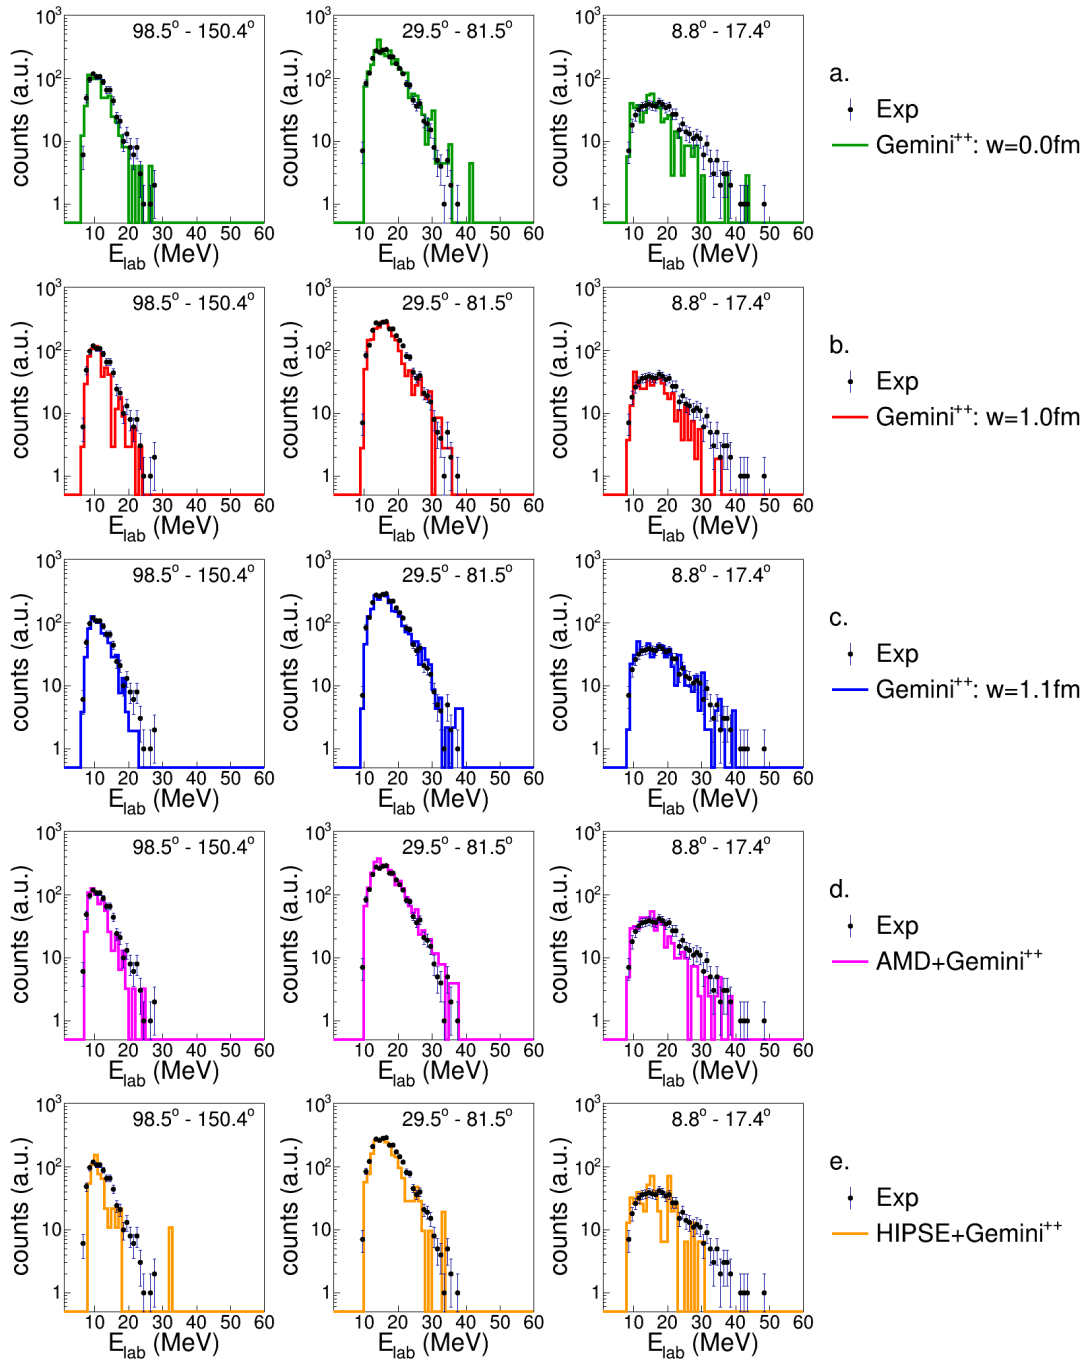 98.5° - 150.4°
29.5° - 81.5°
8.8° - 17.4°
a.
Exp
Gemini⁺⁺: w=0.0fm
counts (a.u.)
counts (a.u.)
counts (a.u.)
10³
10²
10
1
10³
10²
10
1
10³
10²
10
1
10 20 30 40 50 60
10 20 30 40 50 60
10 20 30 40 50 60
E_lab (MeV)
E_lab (MeV)
E_lab (MeV)
98.5° - 150.4°
29.5° - 81.5°
8.8° - 17.4°
b.
Exp
Gemini⁺⁺: w=1.0fm
counts (a.u.)
counts (a.u.)
counts (a.u.)
10³
10²
10
1
10³
10²
10
1
10³
10²
10
1
10 20 30 40 50 60
10 20 30 40 50 60
10 20 30 40 50 60
E_lab (MeV)
E_lab (MeV)
E_lab (MeV)
98.5° - 150.4°
29.5° - 81.5°
8.8° - 17.4°
c.
Exp
Gemini⁺⁺: w=1.1fm
counts (a.u.)
counts (a.u.)
counts (a.u.)
10³
10²
10
1
10³
10²
10
1
10³
10²
10
1
10 20 30 40 50 60
10 20 30 40 50 60
10 20 30 40 50 60
E_lab (MeV)
E_lab (MeV)
E_lab (MeV)
98.5° - 150.4°
29.5° - 81.5°
8.8° - 17.4°
d.
Exp
AMD+Gemini⁺⁺
counts (a.u.)
counts (a.u.)
counts (a.u.)
10³
10²
10
1
10³
10²
10
1
10³
10²
10
1
10 20 30 40 50 60
10 20 30 40 50 60
10 20 30 40 50 60
E_lab (MeV)
E_lab (MeV)
E_lab (MeV)
98.5° - 150.4°
29.5° - 81.5°
8.8° - 17.4°
e.
Exp
HIPSE+Gemini⁺⁺
counts (a.u.)
counts (a.u.)
counts (a.u.)
10³
10²
10
1
10³
10²
10
1
10³
10²
10
1
10 20 30 40 50 60
10 20 30 40 50 60
10 20 30 40 50 60
E_lab (MeV)
E_lab (MeV)
E_lab (MeV)